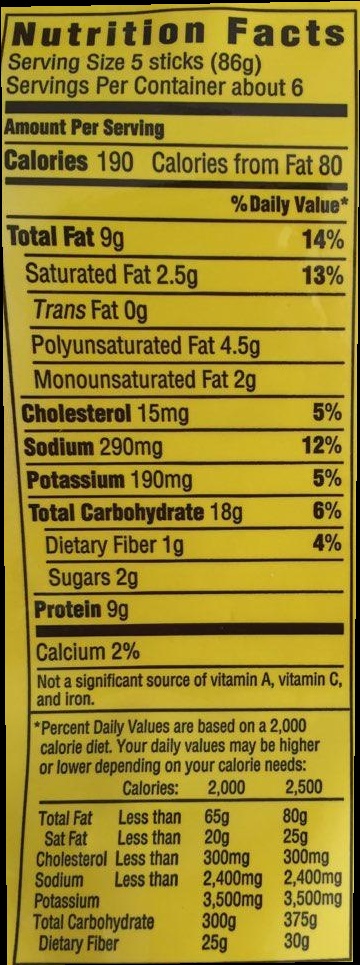 Nutrition Facts
Serving Size 5 sticks (86g)
Servings Per Container about 6
Amount Per Serving
Calories 190 Calories from Fat 80
% Daily Value*
Total Fat 9g 14%
Saturated Fat 2.5g 13%
Trans Fat 0g
Polyunsaturated Fat 4.5g
Monounsaturated Fat 2g
Cholesterol 15mg 5%
Sodium 290mg 12%
Potassium 190mg 5%
Total Carbohydrate 18g 6%
Dietary Fiber 1g 4%
Sugars 2g
Protein 9g
Calcium 2%
Not a significant source of vitamin A, vitamin C,
and iron.
*Percent Daily Values are based on a 2,000
calorie diet. Your daily values may be higher
or lower depending on your calorie needs:
Calories: 2,000 2,500
Total Fat Less than 65g 80g
Sat Fat Less than 20g 25g
Cholesterol Less than 300mg 300mg
Sodium Less than 2,400mg 2,400mg
Potassium 3,500mg 3,500mg
Total Carbohydrate 300g 375g
Dietary Fiber 25g 30g